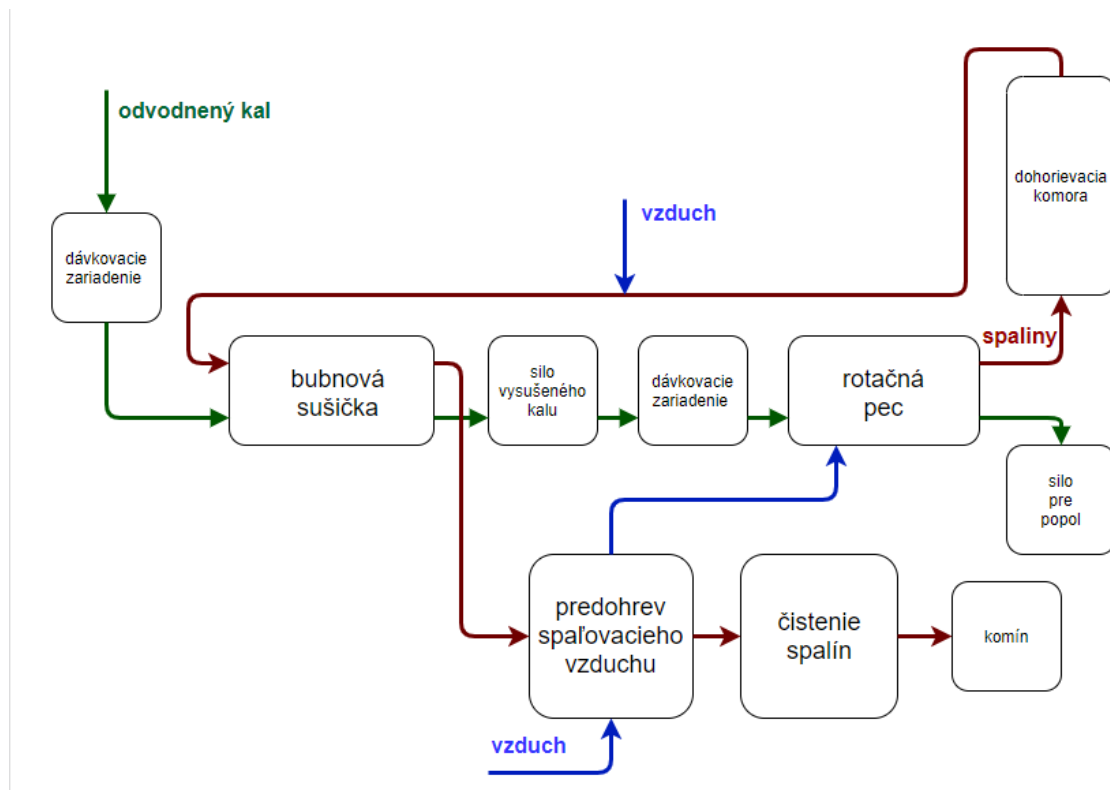 odvodnený kal
dohorievacia
komora
vzduch
dávkovacie
zariadenie
spaliny
bubnová
sušička
silo
vysušeného
kalu
dávkovacie
zariadenie
rotačná
pec
silo
pre
popol
predohrev
spaľovacieho
vzduchu
čistenie
spalín
komín
vzduch